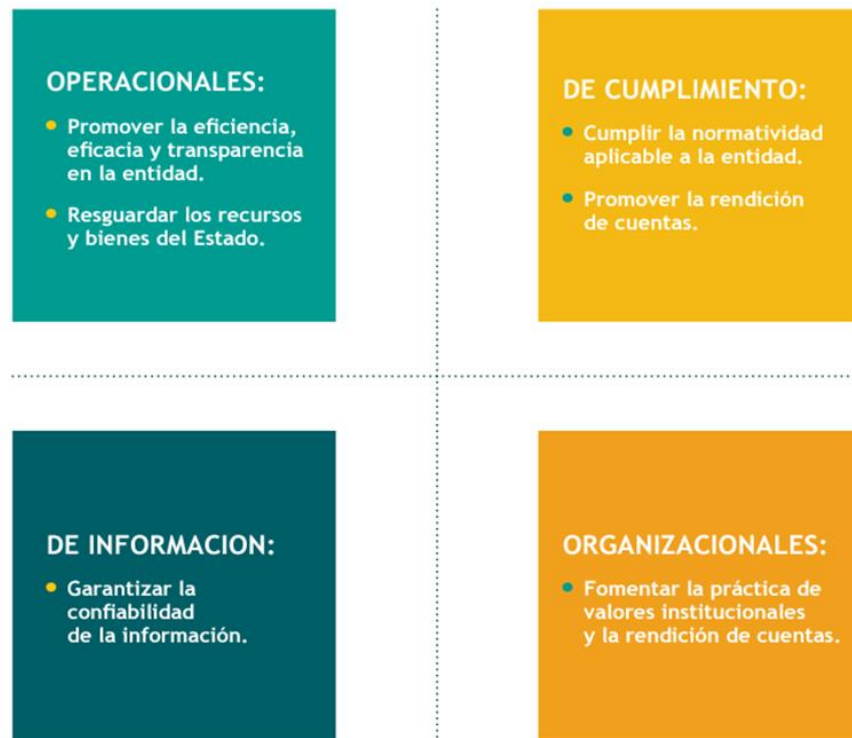 OPERACIONALES:
• Promover la eficiencia,
eficacia y transparencia
en la entidad.
• Resguardar los recursos
y bienes del Estado.
DE CUMPLIMIENTO:
• Cumplir la normatividad
aplicable a la entidad.
• Promover la rendición
de cuentas.
DE INFORMACION:
• Garantizar la
confiabilidad
de la información.
ORGANIZACIONALES:
• Fomentar la práctica de
valores institucionales
y la rendición de cuentas.